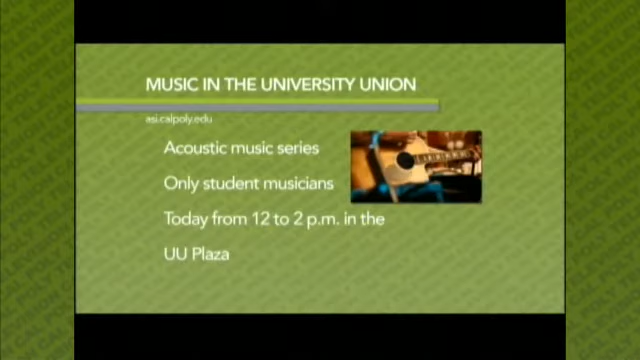 MUSIC IN THE UNIVERSITY UNION
asi.calpoly.edu
Acoustic music series
Only student musicians
Today from 12 to 2 p.m. in the
UU Plaza